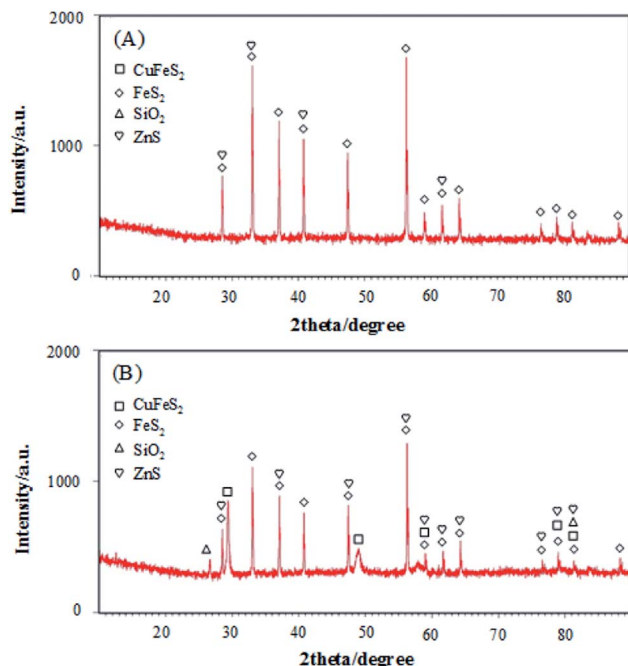 2000
(A)
□ CuFeS₂
◇ FeS₂
△ SiO₂
▽ ZnS
1000
0
Intensity/a.u.
20 30 40 50 60 70 80
2theta/degree
2000
(B)
□ CuFeS₂
◇ FeS₂
△ SiO₂
▽ ZnS
1000
0
Intensity/a.u.
20 30 40 50 60 70 80
2theta/degree